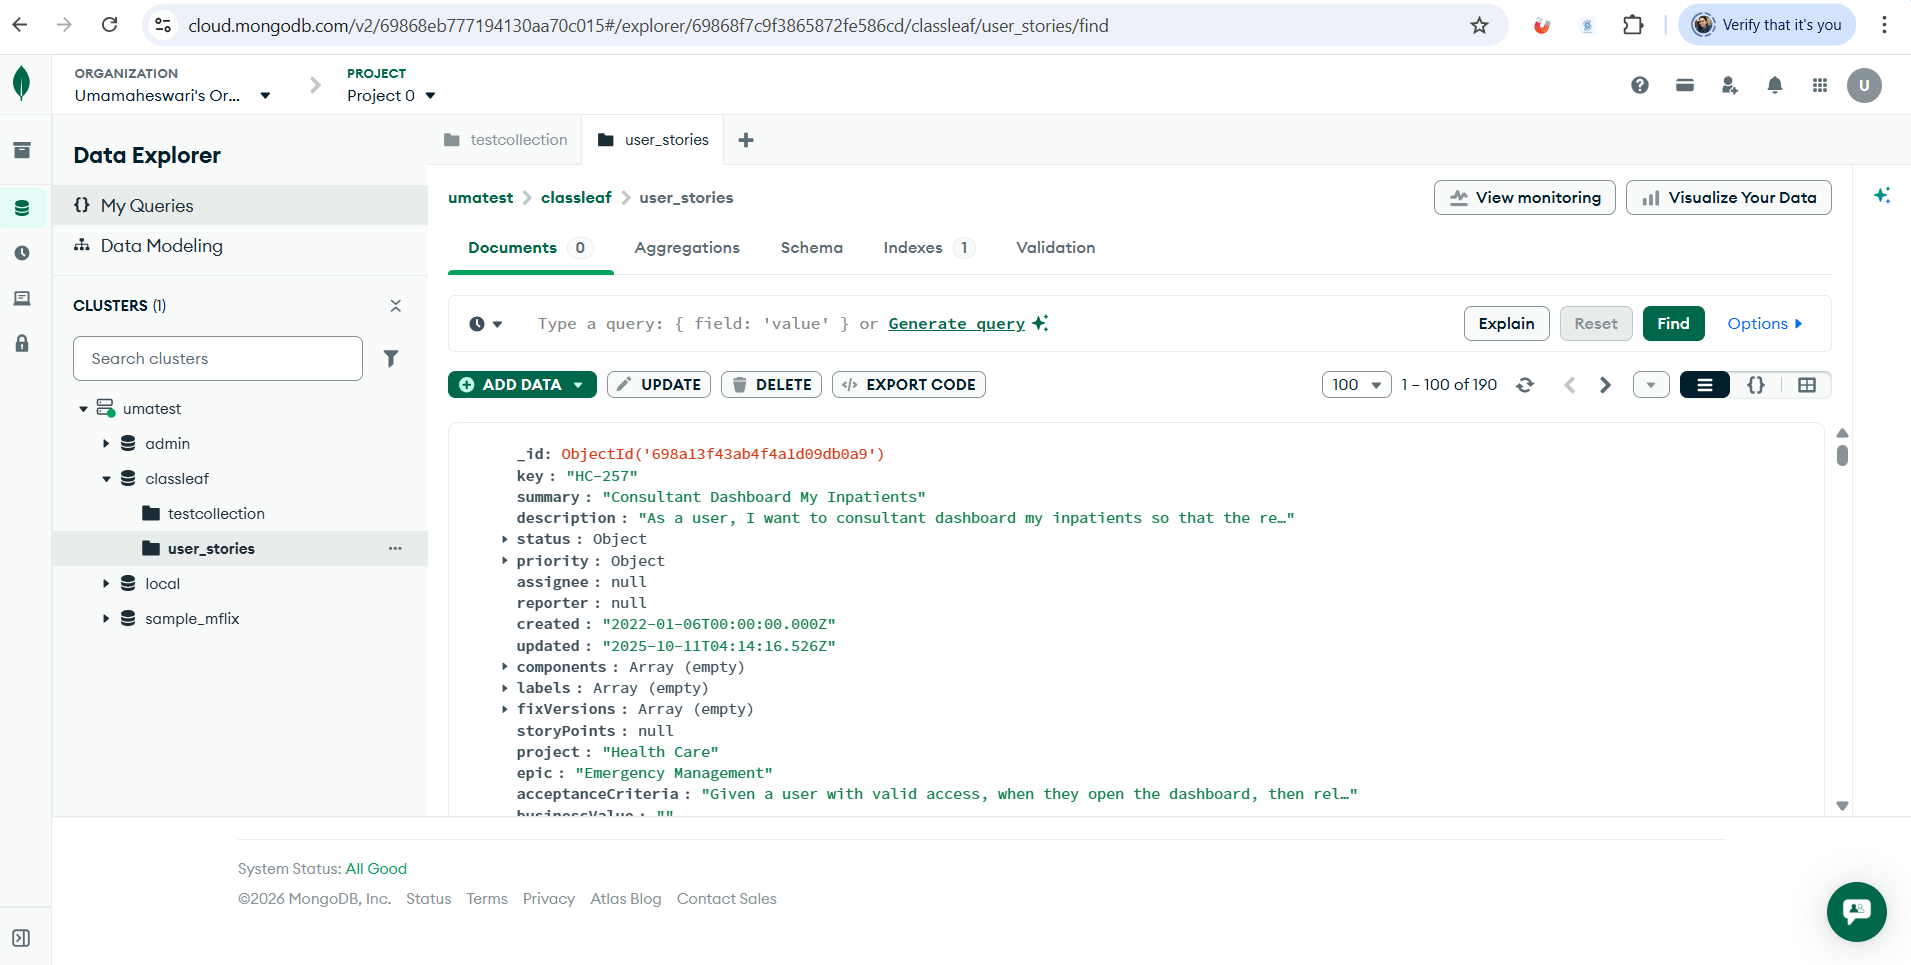 cloud.mongodb.com/v2/69868eb777194130aa70c015#/explorer/69868f7c9f3865872fe586cd/classleaf/user_stories/find
Verify that it's you
ORGANIZATION
Umamaheswari's Or...
PROJECT
Project 0
U
Data Explorer
My Queries
Data Modeling
CLUSTERS (1)
Search clusters
umatest
admin
classleaf
testcollection
user_stories
local
sample_mflix
testcollection
user_stories
umatest
classleaf
user_stories
View monitoring
Visualize Your Data
Documents 0
Aggregations
Schema
Indexes 1
Validation
Type a query: { field: 'value' } or Generate query
Explain
Reset
Find
Options
ADD DATA
UPDATE
DELETE
EXPORT CODE
100
1 – 100 of 190
_id: ObjectId('698a13f43ab4f4a1d09db0a9')
key : "HC-257"
summary : "Consultant Dashboard My Inpatients"
description : "As a user, I want to consultant dashboard my inpatients so that the re…"
status : Object
priority : Object
assignee : null
reporter : null
created : "2022-01-06T00:00:00.000Z"
updated : "2025-10-11T04:14:16.526Z"
components : Array (empty)
labels : Array (empty)
fixVersions : Array (empty)
storyPoints : null
project : "Health Care"
epic : "Emergency Management"
acceptanceCriteria : "Given a user with valid access, when they open the dashboard, then rel…"
businessValue : ""
System Status: All Good
©2026 MongoDB, Inc. Status Terms Privacy Atlas Blog Contact Sales